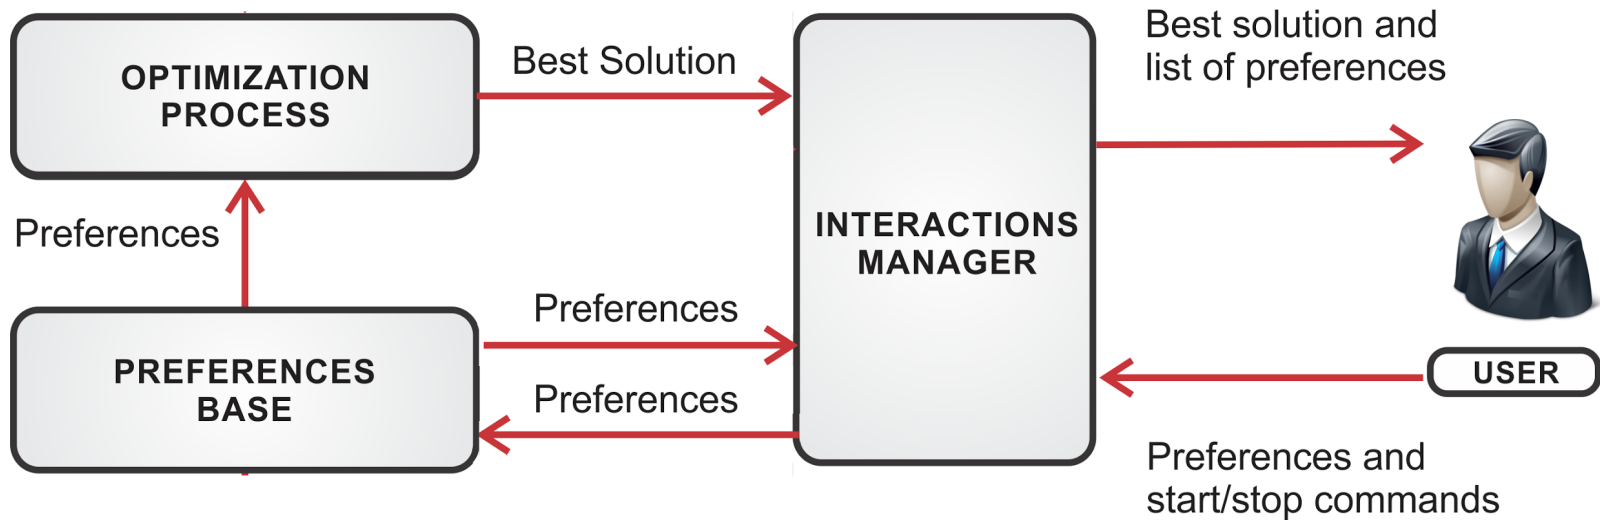 OPTIMIZATION
PROCESS
Best Solution
Best solution and
list of preferences
Preferences
INTERACTIONS
MANAGER
Preferences
PREFERENCES
BASE
Preferences
USER
Preferences and
start/stop commands